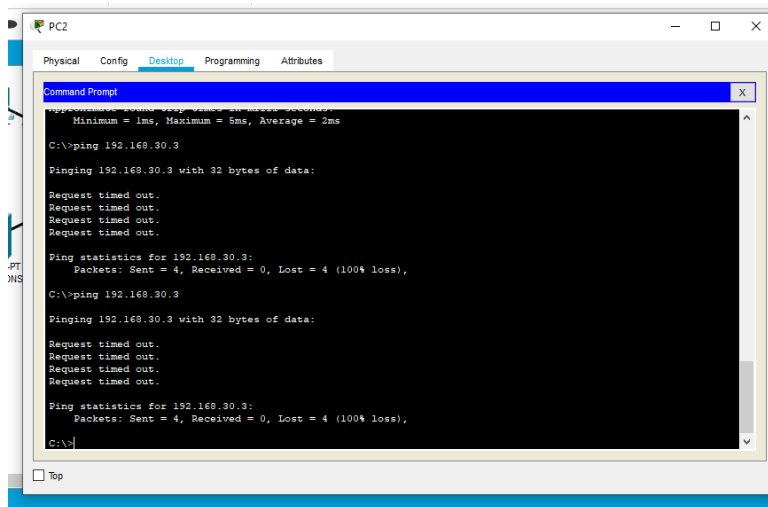 PC2
Physical Config Desktop Programming Attributes
Command Prompt
X
Minimum = 1ms, Maximum = 5ms, Average = 2ms
C:\>ping 192.168.30.3
Pinging 192.168.30.3 with 32 bytes of data:
Request timed out.
Request timed out.
Request timed out.
Request timed out.
Ping statistics for 192.168.30.3:
Packets: Sent = 4, Received = 0, Lost = 4 (100% loss),
C:\>ping 192.168.30.3
Pinging 192.168.30.3 with 32 bytes of data:
Request timed out.
Request timed out.
Request timed out.
Request timed out.
Ping statistics for 192.168.30.3:
Packets: Sent = 4, Received = 0, Lost = 4 (100% loss),
C:\>
-PT
ONS
Top